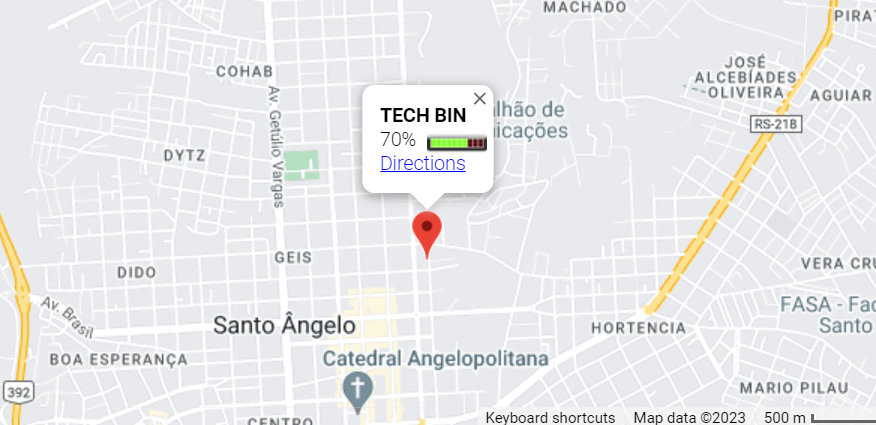 MACHADO
PIRAT
COHAB
JOSÉ
ALCEBÍADES
OLIVEIRA
AGUIAR
Av. Getúlio Vargas
TECH BIN
70%
Directions
ulhão de
nicações
RS-218
DYTZ
GEIS
DIDO
VERA CRU
Av. Brasil
Santo Ângelo
FASA - Fac
Santo
HORTENCIA
BOA ESPERANÇA
Catedral Angelopolitana
392
MARIO PILAU
CENTRO
Keyboard shortcuts
Map data ©2023
500 m